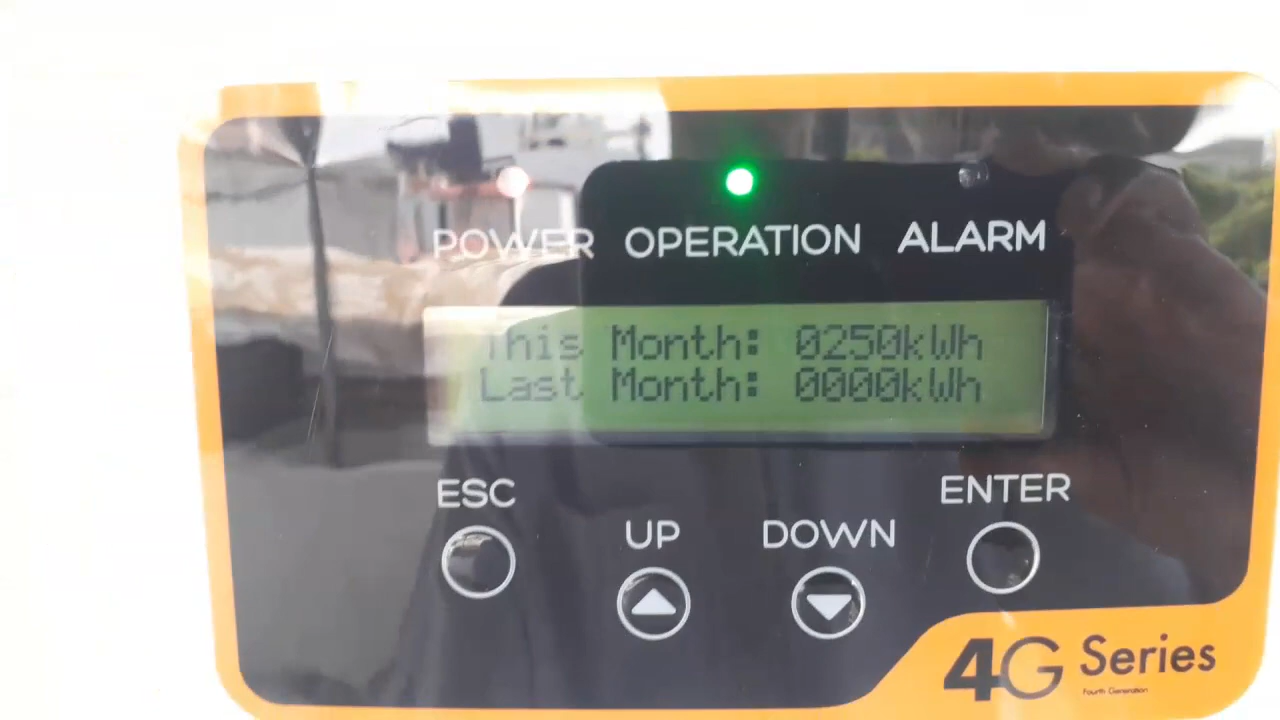 POWER OPERATION ALARM
This Month: 0250kWh
Last Month: 0000kWh
ESC UP DOWN ENTER
4G Series
Fourth Generation